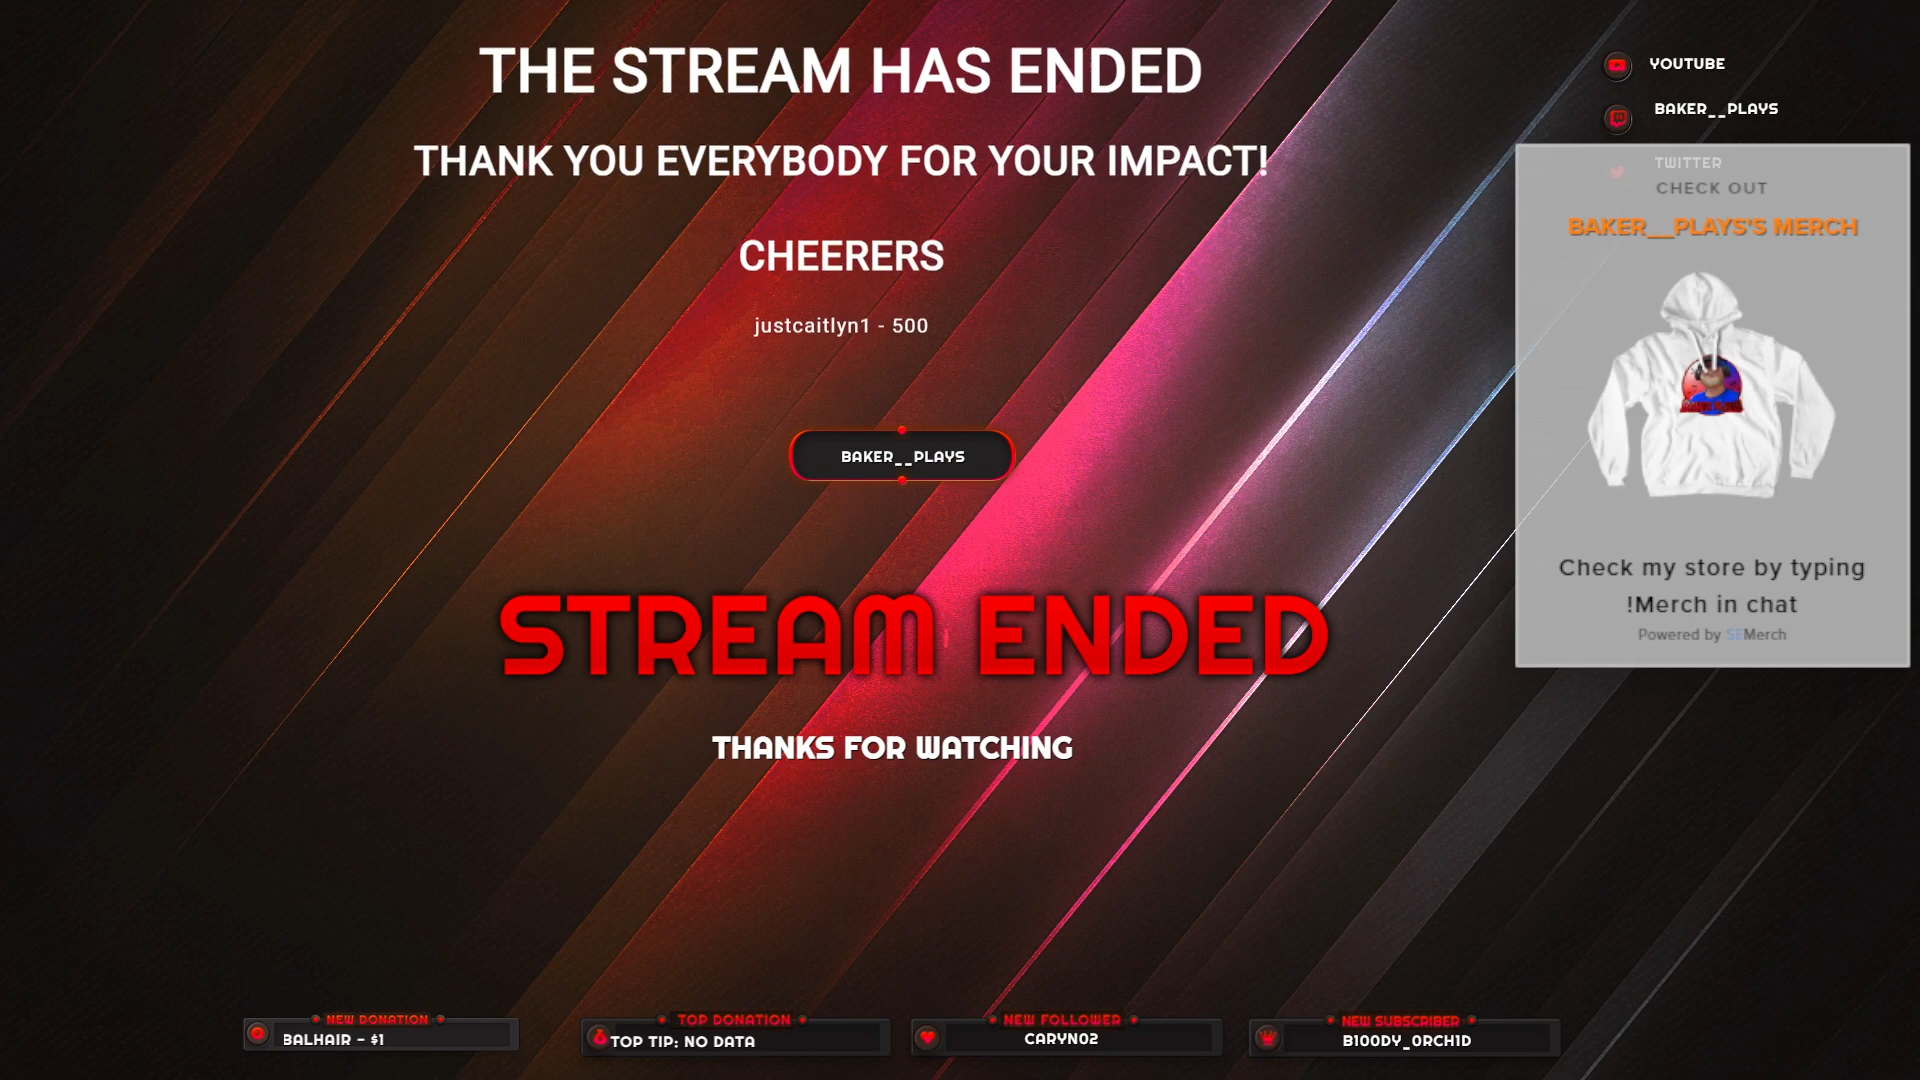 THE STREAM HAS ENDED
THANK YOU EVERYBODY FOR YOUR IMPACT!
CHEERERS
justcaitlyn1 - 500
BAKER__PLAYS
STREAM ENDED
THANKS FOR WATCHING
YOUTUBE
BAKER__PLAYS
TWITTER
CHECK OUT
BAKER__PLAYS'S MERCH
Check my store by typing
!Merch in chat
Powered by SEMerch
NEW DONATION
BALHAIR - $1
TOP DONATION
TOP TIP: NO DATA
NEW FOLLOWER
CARYN02
NEW SUBSCRIBER
B100DY_0RCH1D